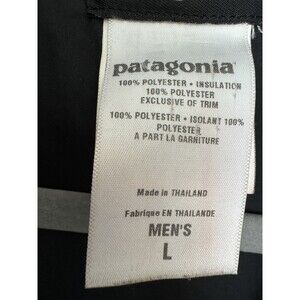 patagonia
100% POLYESTER • INSULATION
100% POLYESTER
EXCLUSIVE OF TRIM
100% POLYESTER • ISOLANT 100%
POLYESTER
A PART LA GARNITURE
Made in THAILAND
Fabrique EN THAILANDE
MEN'S
L